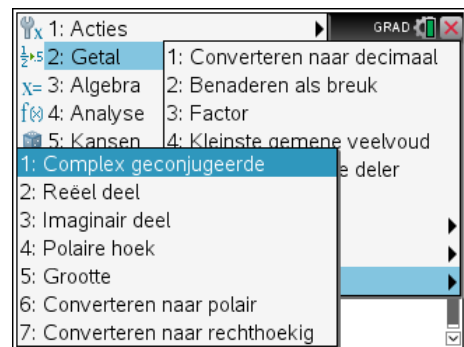 1: Acties
GRAD
2: Getal
1: Converteren naar decimaal
X= 3: Algebra
2: Benaderen als breuk
f(x) 4: Analyse
3: Factor
5: Kansen
4: Kleinste gemene veelvoud
1: Complex geconjugeerde
e deler
2: Reëel deel
3: Imaginair deel
4: Polaire hoek
5: Grootte
6: Converteren naar polair
7: Converteren naar rechthoekig